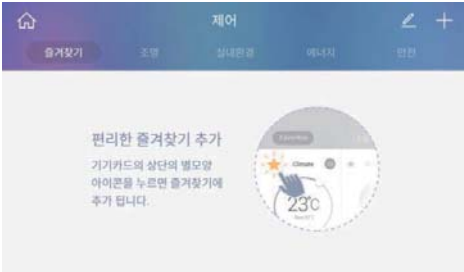 제어
즐겨찾기 조명 실내환경 에너지 안전
편리한 즐겨찾기 추가
기기카드의 상단의 별모양
아이콘을 누르면 즐겨찾기에
추가 됩니다.
Climate
23°C